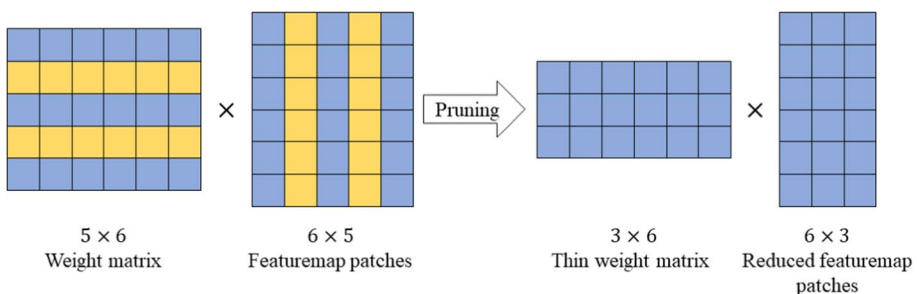 ×
Pruning
×
5 × 6
Weight matrix
6 × 5
Featuremap patches
3 × 6
Thin weight matrix
6 × 3
Reduced featuremap
patches